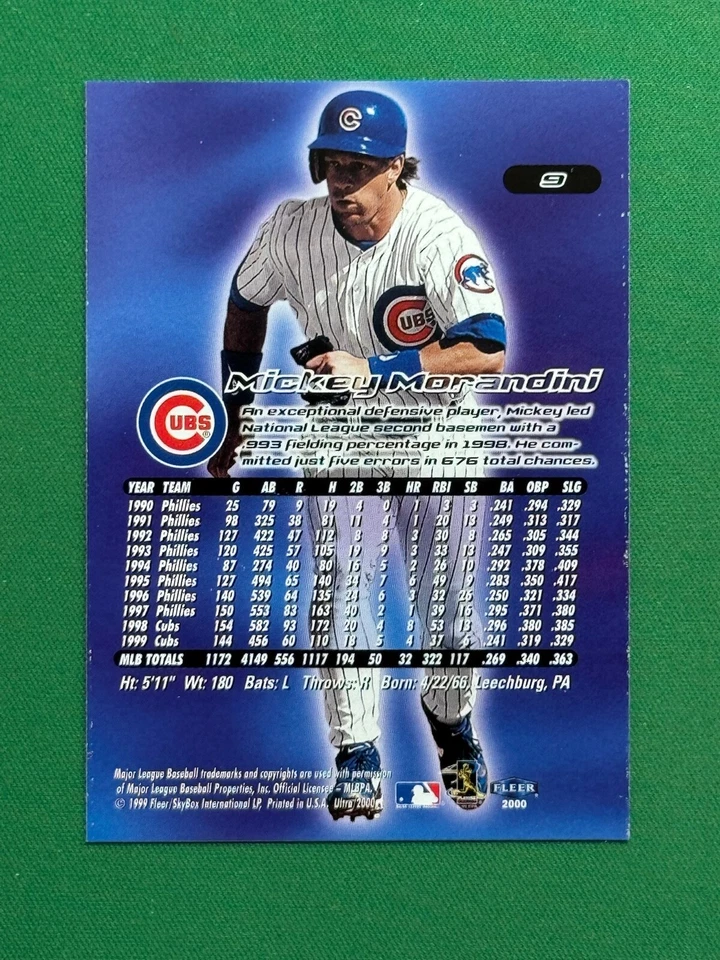 C
9
C
CUBS
Mickey Morandini
CUBS®
An exceptional defensive player, Mickey led
National League second basemen with a
.993 fielding percentage in 1998. He com-
mitted just five errors in 676 total chances.
YEAR TEAM G AB R H 2B 3B HR RBI SB BA OBP SLG
1990 Phillies 25 79 9 19 4 0 1 3 3 .241 .294 .329
1991 Phillies 98 325 38 81 11 4 1 20 13 .249 .313 .317
1992 Phillies 127 422 47 112 8 8 3 30 8 .265 .305 .344
1993 Phillies 120 425 57 105 19 9 3 33 13 .247 .309 .355
1994 Phillies 87 274 40 80 16 5 2 26 10 .292 .378 .409
1995 Phillies 127 494 65 140 34 7 6 49 9 .283 .350 .417
1996 Phillies 140 539 64 135 24 6 3 32 26 .250 .321 .334
1997 Phillies 150 553 83 163 40 2 1 39 16 .295 .371 .380
1998 Cubs 154 582 93 172 20 4 8 53 13 .296 .380 .385
1999 Cubs 144 456 60 110 18 5 4 37 6 .241 .319 .329
MLB TOTALS 1172 4149 556 1117 194 50 32 322 117 .269 .340 .363
Ht: 5'11" Wt: 180 Bats: L Throws: R Born: 4/22/66, Leechburg, PA
Major League Baseball trademarks and copyrights are used with permission
of Major League Baseball Properties, Inc. Official Licensee – MLBPA
© 1999 Fleer/SkyBox International LP. Printed in U.S.A. Ultra 2000
FLEER
2000